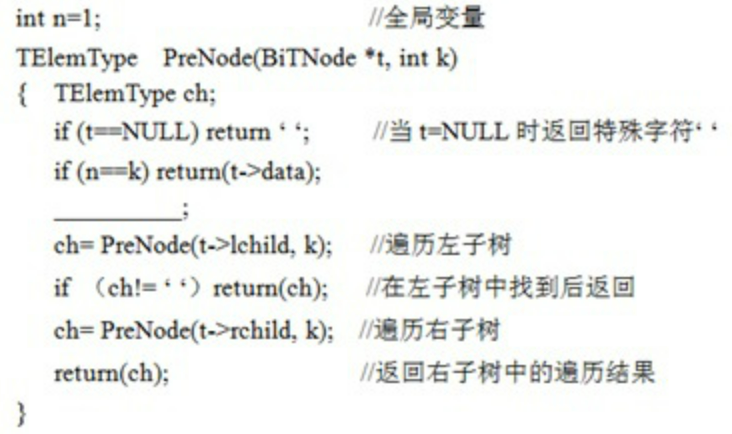 int n=1; //全局变量
TElemType PreNode(BiTNode *t, int k)
{ TElemType ch;
if (t==NULL) return ‘ ‘; //当 t=NULL 时返回特殊字符‘ ‘
if (n==k) return(t->data);
__________;
ch= PreNode(t->lchild, k); //遍历左子树
if （ch!= ‘ ‘）return(ch); //在左子树中找到后返回
ch= PreNode(t->rchild, k); //遍历右子树
return(ch); //返回右子树中的遍历结果
}